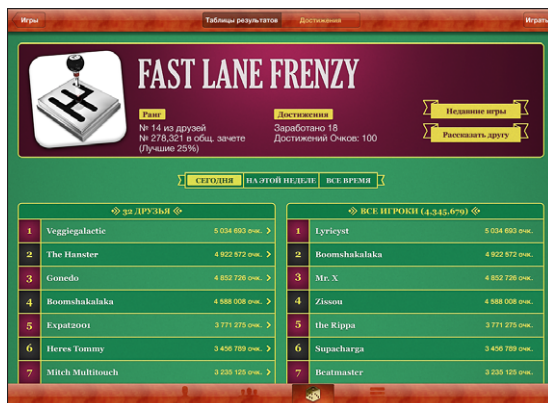 Игры
Таблицы результатов
Достижения
Играть
FAST LANE FRENZY
Ранг
№ 14 из друзей
№ 278,321 в общ. зачете
(Лучшие 25%)
Достижения
Заработано 18
Достижений Очков: 100
Недавние игры
Рассказать другу
СЕГОДНЯ
НА ЭТОЙ НЕДЕЛЕ
ВСЕ ВРЕМЯ
32 ДРУЗЬЯ
1 Veggiegalactic 5 034 693 очк.
2 The Hanster 4 922 572 очк.
3 Gonedo 4 852 726 очк.
4 Boomshakalaka 4 588 008 очк.
5 Expat2001 3 771 275 очк.
6 Heres Tommy 3 456 789 очк.
7 Mitch Multitouch 3 235 125 очк.
ВСЕ ИГРОКИ (4,345,679)
1 Lyricyst 5 034 693 очк.
2 Boomshakalaka 4 922 572 очк.
3 Mr. X 4 852 726 очк.
4 Zissou 4 588 008 очк.
5 the Rippa 3 771 275 очк.
6 Supacharga 3 456 789 очк.
7 Beatmaster 3 235 125 очк.